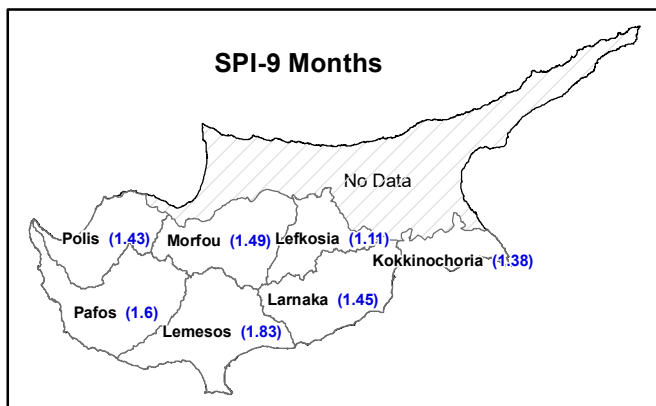 SPI-9 Months
No Data
Polis (1.43)
Morfou (1.49)
Lefkosia (1.11)
Kokkinochoria (1.38)
Pafos (1.6)
Lemesos (1.83)
Larnaka (1.45)